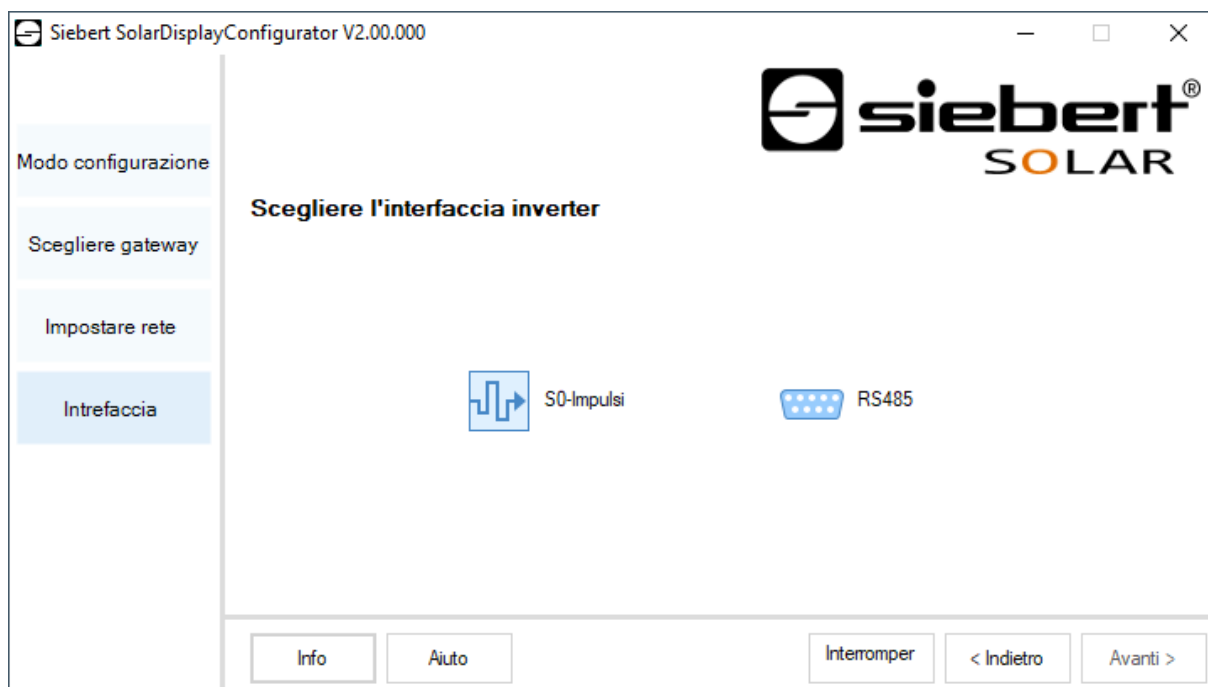 Siebert SolarDisplayConfigurator V2.00.000
siebert®
SOLAR
Modo configurazione
Scegliere gateway
Impostare rete
Intrefaccia
Scegliere l'interfaccia inverter
S0-Impulsi
RS485
Info
Aiuto
Interromper
< Indietro
Avanti >